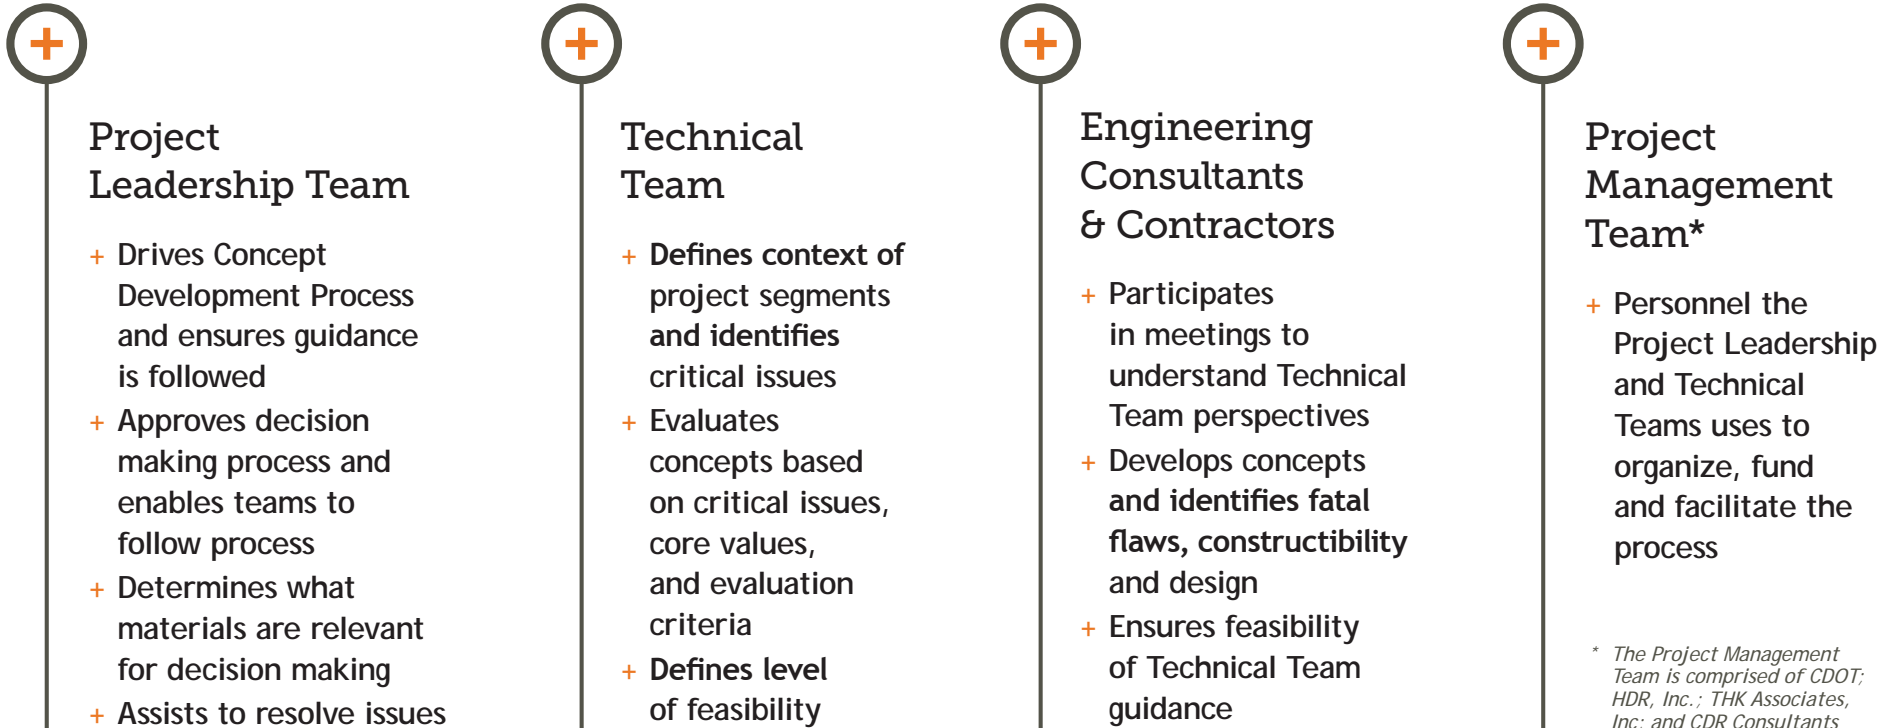 Project
Leadership Team
+ Drives Concept
Development Process
and ensures guidance
is followed
+ Approves decision
making process and
enables teams to
follow process
+ Determines what
materials are relevant
for decision making
+ Assists to resolve issues
Technical
Team
+ Defines context of
project segments
and identifies
critical issues
+ Evaluates
concepts based
on critical issues,
core values,
and evaluation
criteria
+ Defines level
of feasibility
Engineering
Consultants
& Contractors
+ Participates
in meetings to
understand Technical
Team perspectives
+ Develops concepts
and identifies fatal
flaws, constructibility
and design
+ Ensures feasibility
of Technical Team
guidance
Project
Management
Team*
+ Personnel the
Project Leadership
and Technical
Teams uses to
organize, fund
and facilitate the
process
* The Project Management
Team is comprised of CDOT;
HDR, Inc.; THK Associates,
Inc; and CDR Consultants